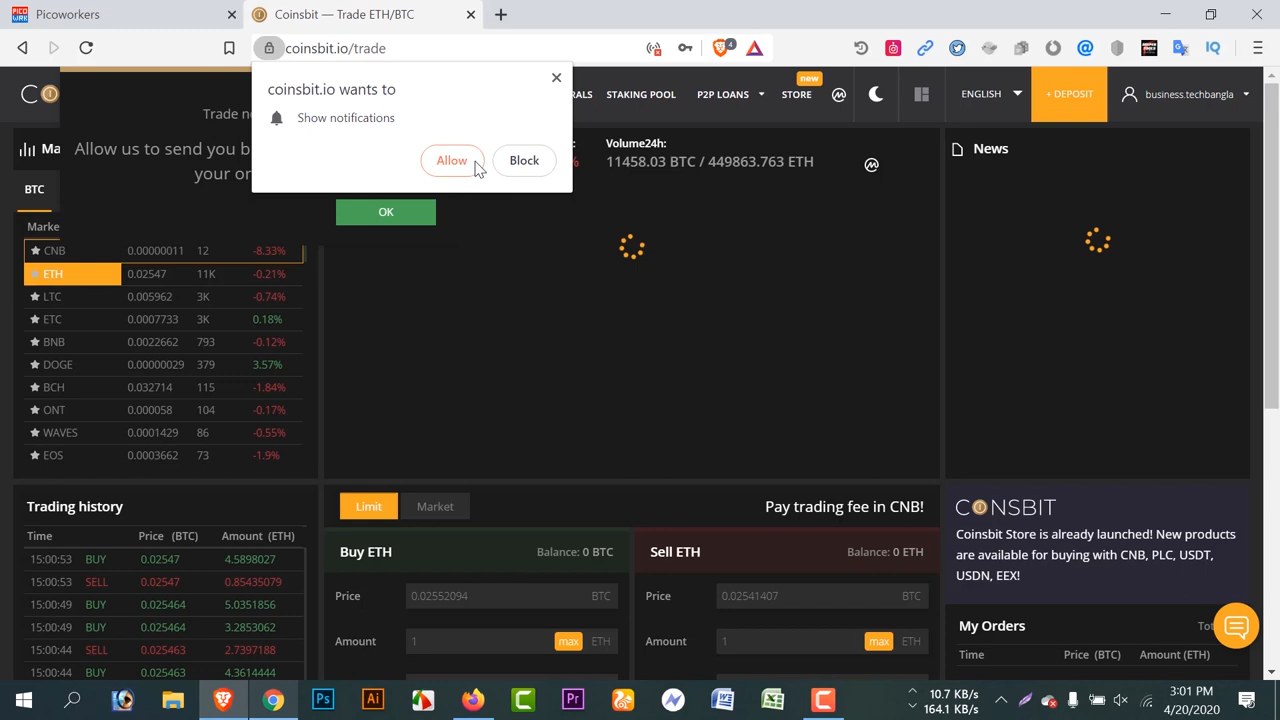 Picoworkers
Coinsbit — Trade ETH/BTC
coinsbit.io/trade
4
coinsbit.io wants to
Show notifications
Allow
Block
Trade
Allow us to send you
your
OK
STAKING POOL
P2P LOANS
new
STORE
ENGLISH
+ DEPOSIT
business.techbangla
Volume24h:
11458.03 BTC / 449863.763 ETH
News
BTC
CNB 0.00000011 12 -8.33%
ETH 0.02547 11K -0.21%
LTC 0.005962 3K -0.74%
ETC 0.0007733 3K 0.18%
BNB 0.0022662 793 -0.12%
DOGE 0.00000029 379 3.57%
BCH 0.032714 115 -1.84%
ONT 0.000058 104 -0.17%
WAVES 0.0001429 86 -0.55%
EOS 0.0003662 73 -1.9%
Trading history
Time Price (BTC) Amount (ETH)
15:00:53 BUY 0.02547 4.5898027
15:00:53 SELL 0.02547 0.85435079
15:00:49 BUY 0.025464 5.0351856
15:00:49 BUY 0.025464 3.2853062
15:00:44 SELL 0.025463 2.7397188
15:00:44 BUY 0.025463 4.3614444
Limit
Market
Pay trading fee in CNB!
Buy ETH
Balance: 0 BTC
Price 0.02552094 BTC
Amount 1 max ETH
Sell ETH
Balance: 0 ETH
Price 0.02541407 BTC
Amount 1 max ETH
COINSBIT
Coinsbit Store is already launched! New products
are available for buying with CNB, PLC, USDT,
USDN, EEX!
My Orders
Time Price (BTC) Amount(ETH)
10.7 KB/s
164.1 KB/s
3:01 PM
4/20/2020